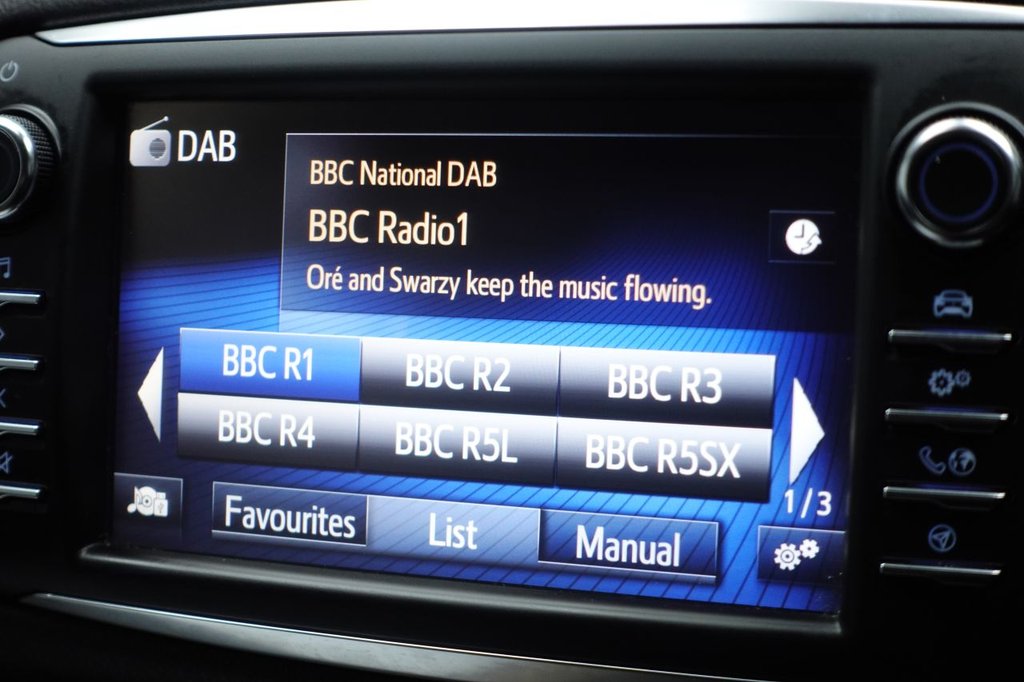 DAB
BBC National DAB
BBC Radio1
Oré and Swarzy keep the music flowing.
BBC R1 BBC R2 BBC R3
BBC R4 BBC R5L BBC R5SX
1/3
Favourites List Manual